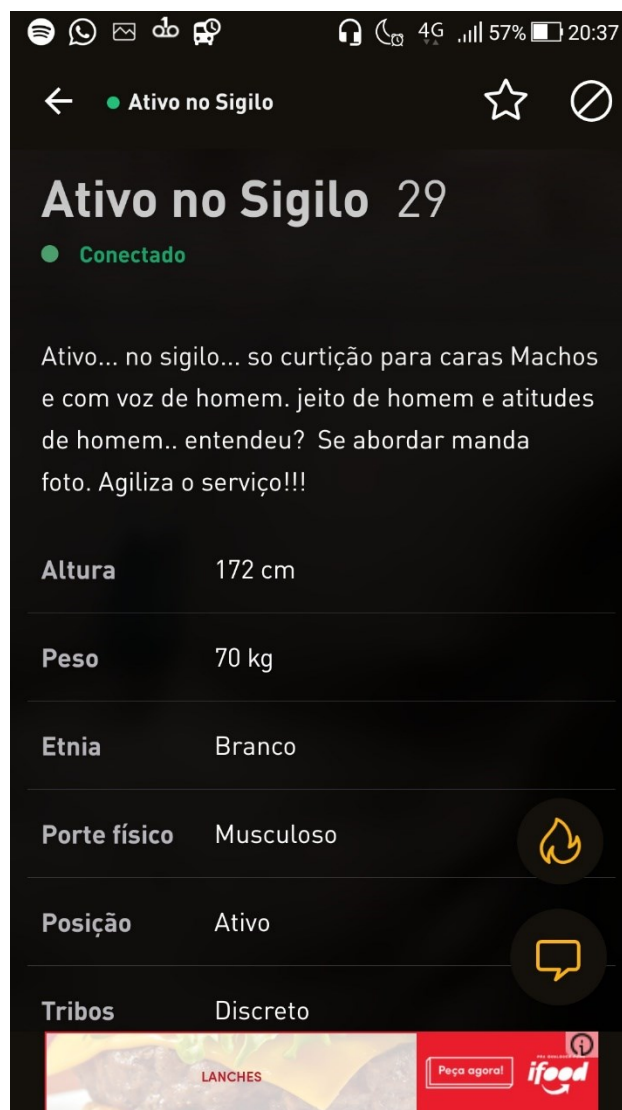 4G 57% 20:37
Ativo no Sigilo
Ativo no Sigilo 29
Conectado
Ativo... no sigilo... so curtição para caras Machos
e com voz de homem. jeito de homem e atitudes
de homem.. entendeu? Se abordar manda
foto. Agiliza o serviço!!!
Altura 172 cm
Peso 70 kg
Etnia Branco
Porte físico Musculoso
Posição Ativo
Tribos Discreto
LANCHES Peça agora! ifood